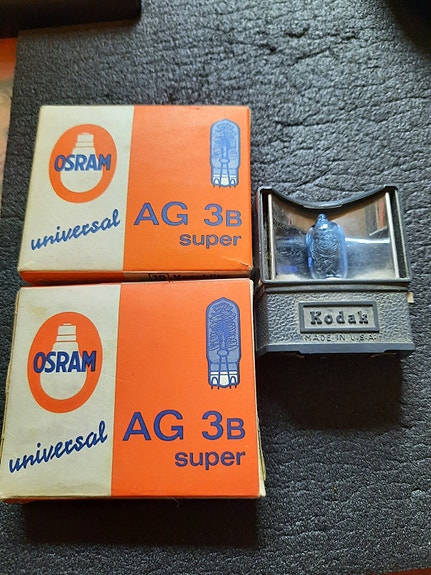 OSRAM
universal
AG 3B
super
OSRAM
universal
AG 3B
super
Kodak
MADE IN U.S.A.